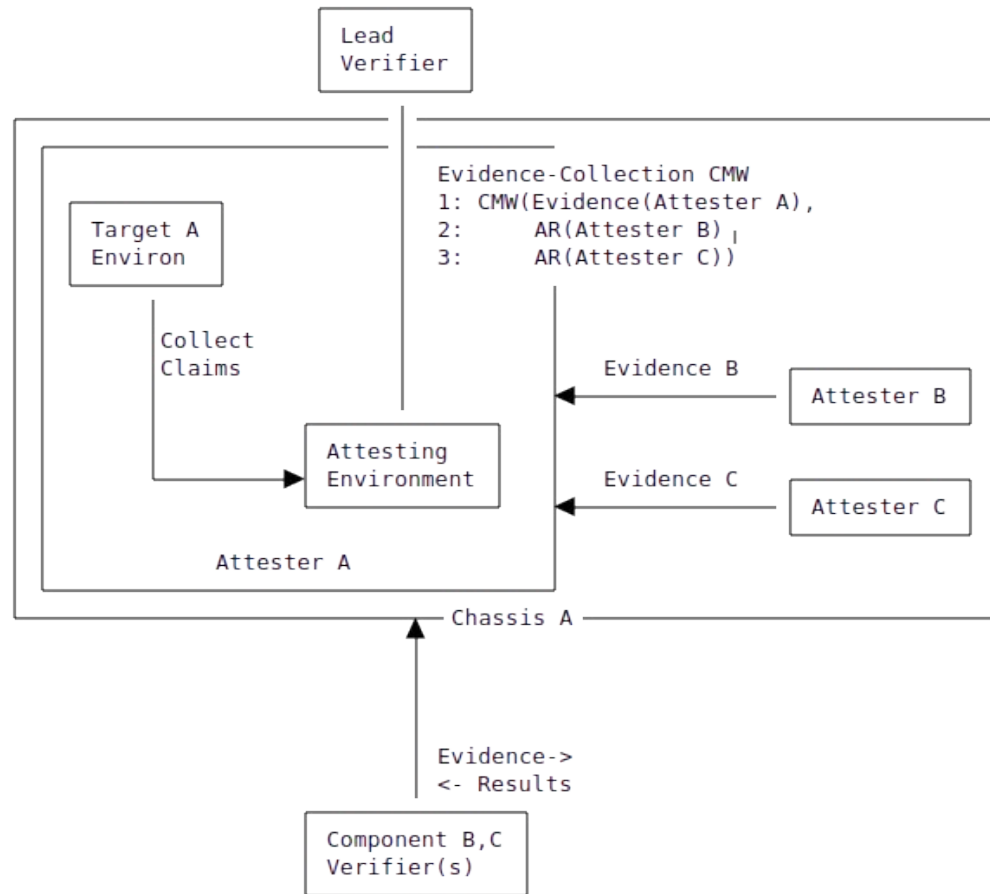 Lead
Verifier
Evidence-Collection CMW
1: CMW(Evidence(Attester A),
2:     AR(Attester B)
3:     AR(Attester C))
Target A
Environ
Collect
Claims
Evidence B
Attester B
Attesting
Environment
Evidence C
Attester C
Attester A
Chassis A
Evidence->
<- Results
Component B,C
Verifier(s)